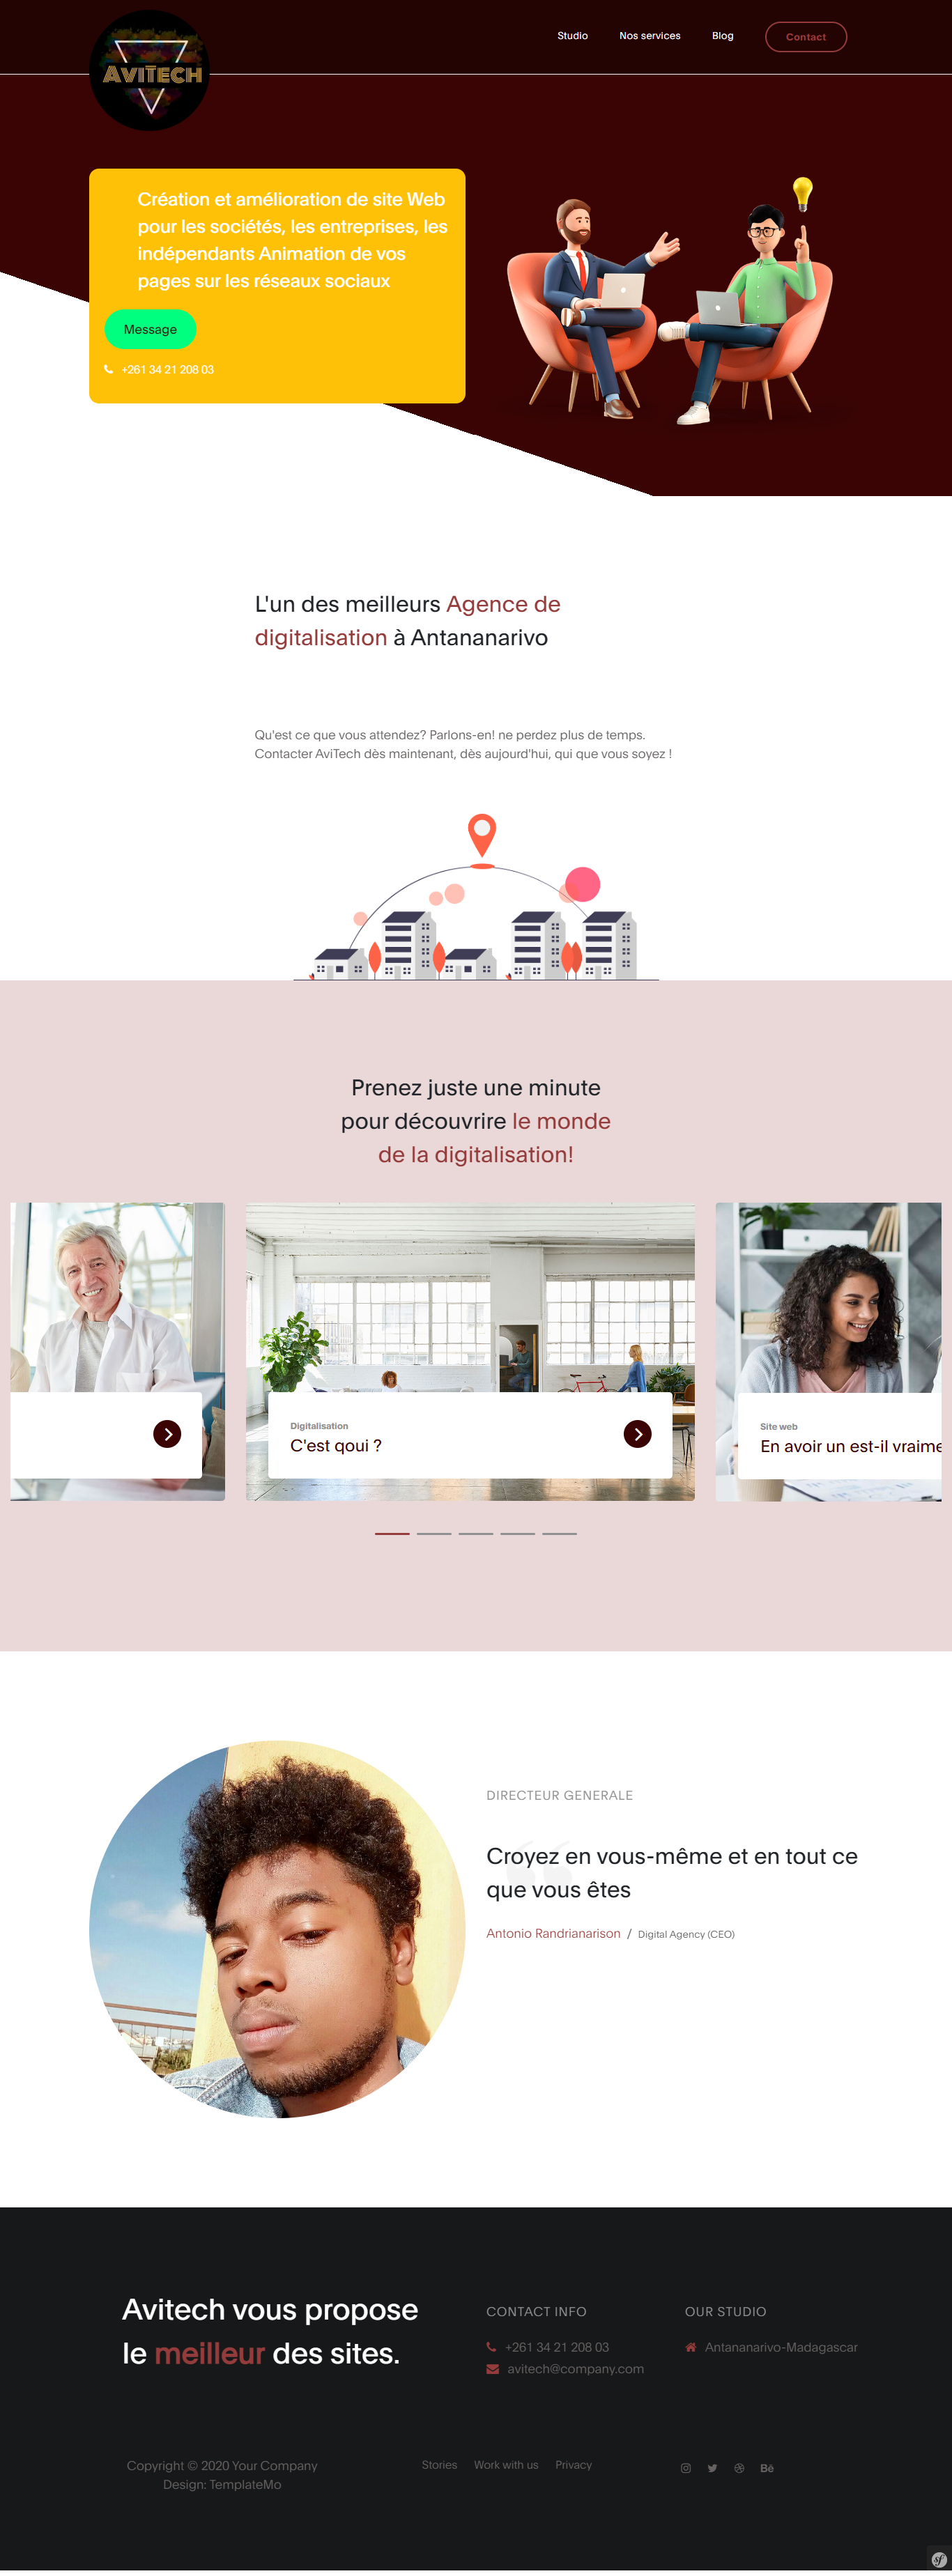 AViTECH
Studio
Nos services
Blog
Contact
Création et amélioration de site Web
pour les sociétés, les entreprises, les
indépendants Animation de vos
pages sur les réseaux sociaux
Message
+261 34 21 208 03
L'un des meilleurs Agence de
digitalisation à Antananarivo
Qu'est ce que vous attendez? Parlons-en! ne perdez plus de temps.
Contacter AviTech dès maintenant, dès aujourd'hui, qui que vous soyez !
Prenez juste une minute
pour découvrire le monde
de la digitalisation!
Digitalisation
C'est qoui ?
Site web
En avoir un est-il vraime
DIRECTEUR GENERALE
Croyez en vous-même et en tout ce
que vous êtes
Antonio Randrianarison / Digital Agency (CEO)
Avitech vous propose
le meilleur des sites.
CONTACT INFO
+261 34 21 208 03
avitech@company.com
OUR STUDIO
Antananarivo-Madagascar
Copyright © 2020 Your Company
Design: TemplateMo
Stories
Work with us
Privacy
Bē
sf